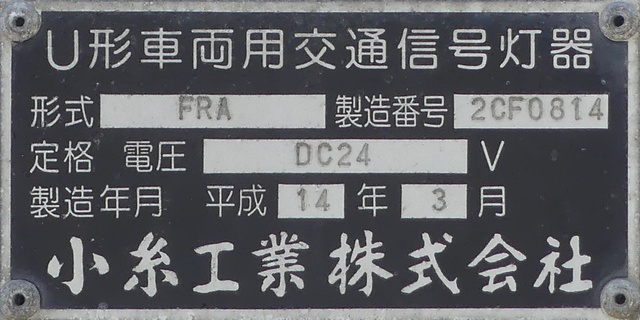 U形車両用交通信号灯器
形式 FRA 製造番号 2CF0814
定格 電圧 DC24 V
製造年月 平成 14 年 3 月
小糸工業株式会社